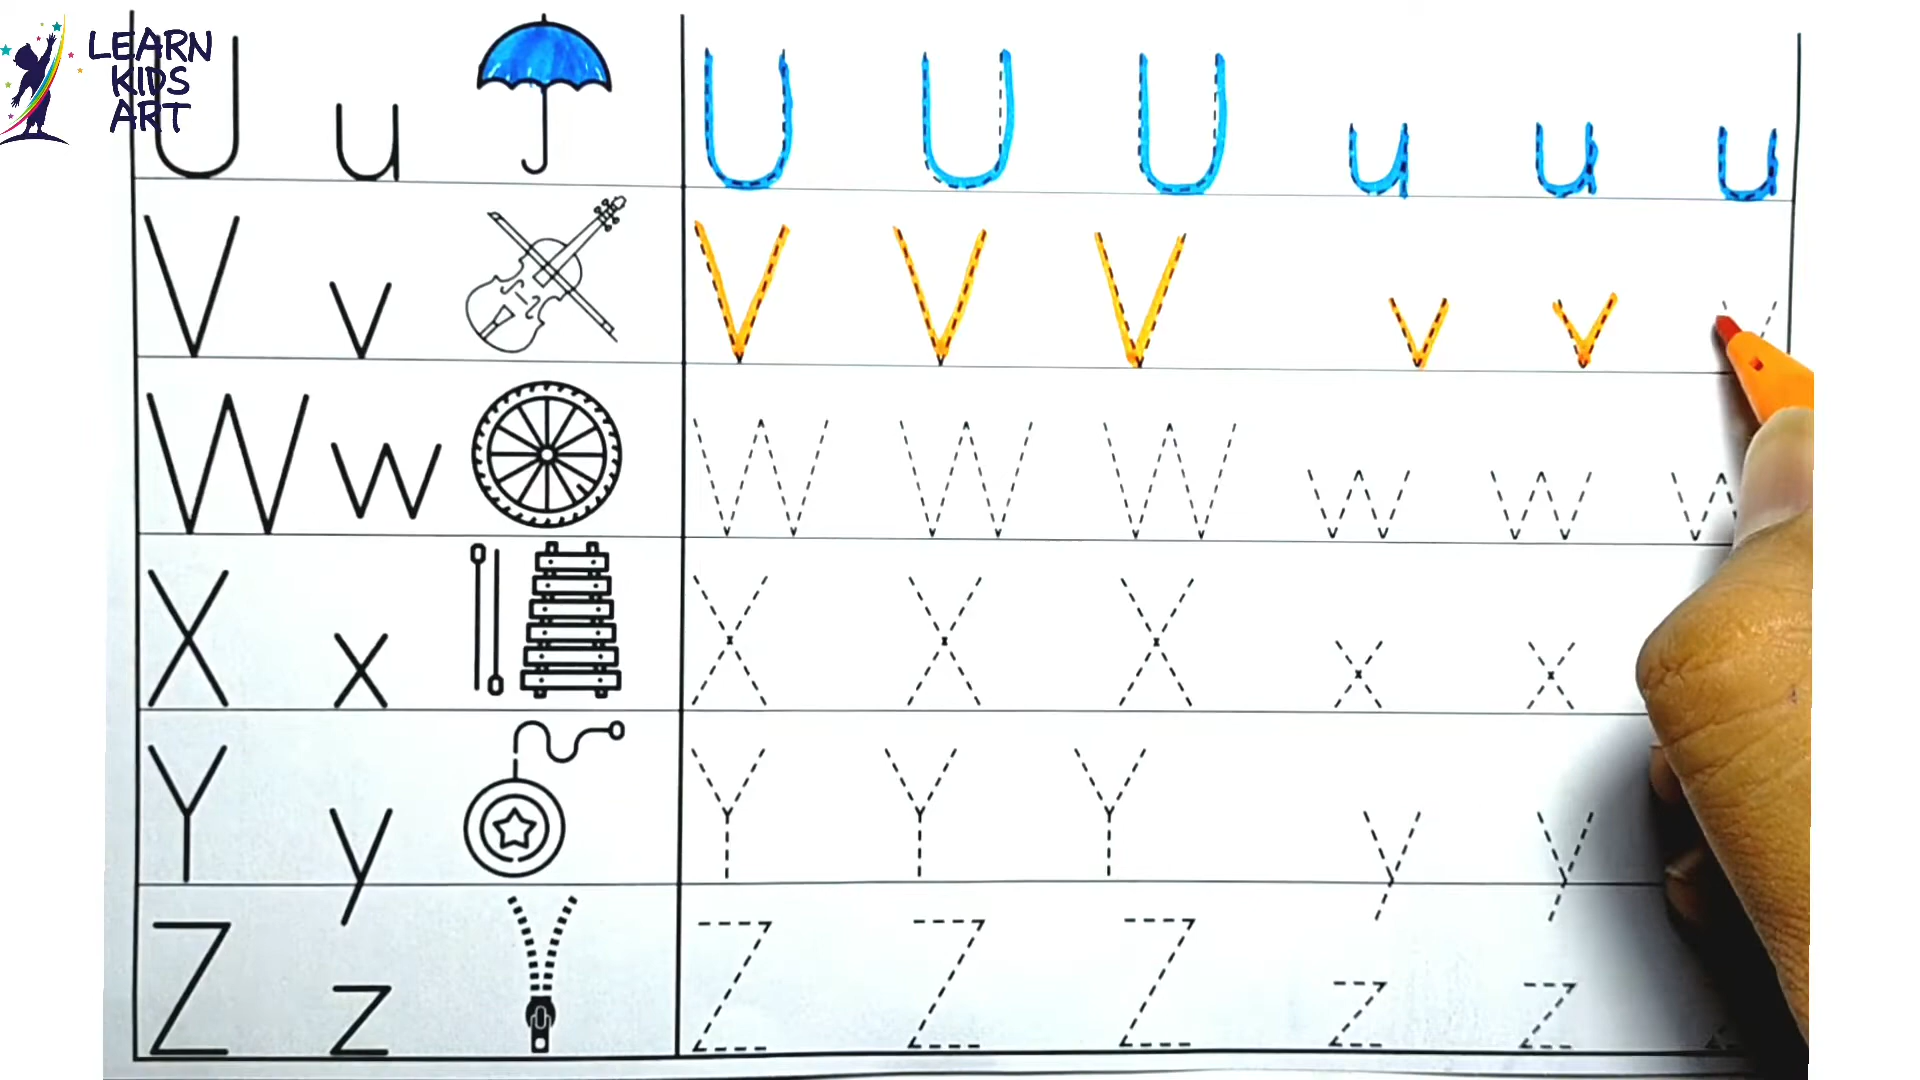 LEARN
KIDS
ART
U u U U U u u u
V v V V V v v v
W w W W W w w w
X x X X X x x
Y y Y Y Y y y
Z z Z Z Z z z